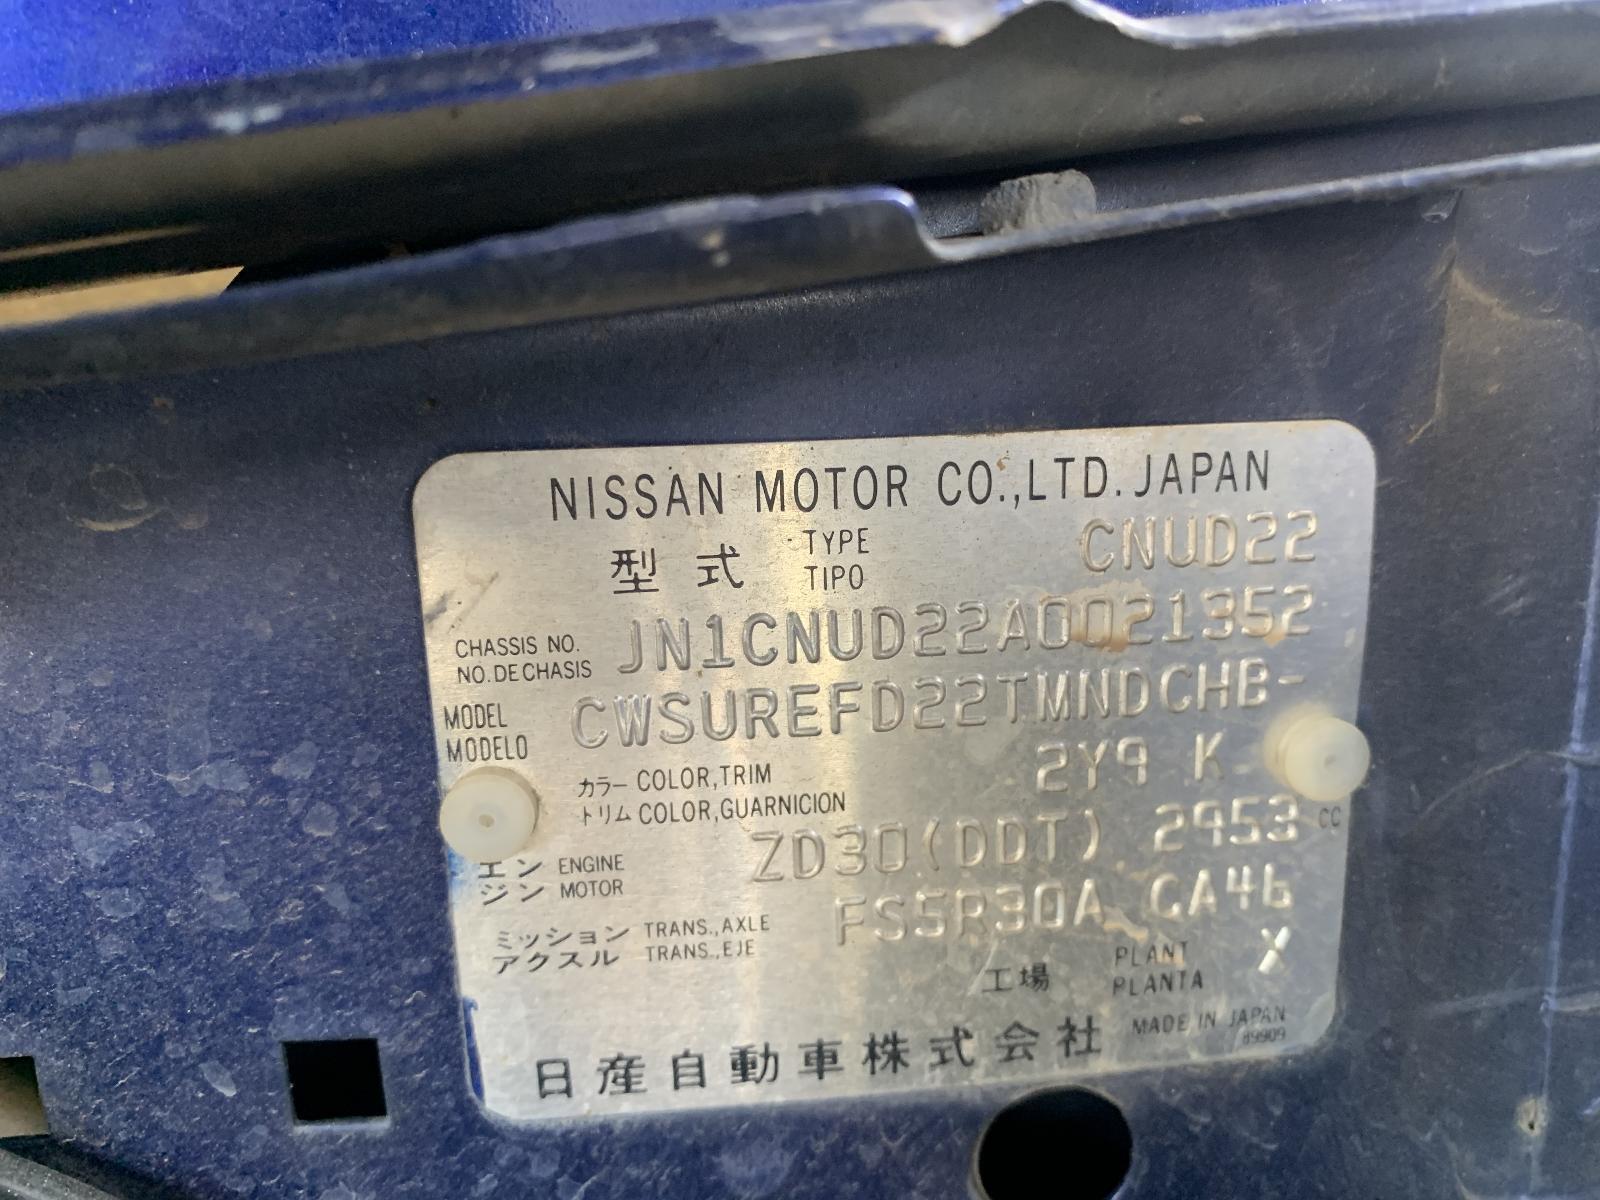 NISSAN MOTOR CO.,LTD. JAPAN
型式 TYPE TIPO CNUD22
CHASSIS NO. NO. DE CHASIS JN1CNUD22A0021352
MODEL MODELO CWSUREFD22TMNDCHB-
カラー COLOR,TRIM 2Y9 K
トリム COLOR,GUARNICION
エンジン ENGINE MOTOR ZD30(DDT) 2953 CC
ミッション TRANS.,AXLE FS5R30A CA46
アクスル TRANS.,EJE
工場 PLANT PLANTA X
日産自動車株式会社 MADE IN JAPAN
89909